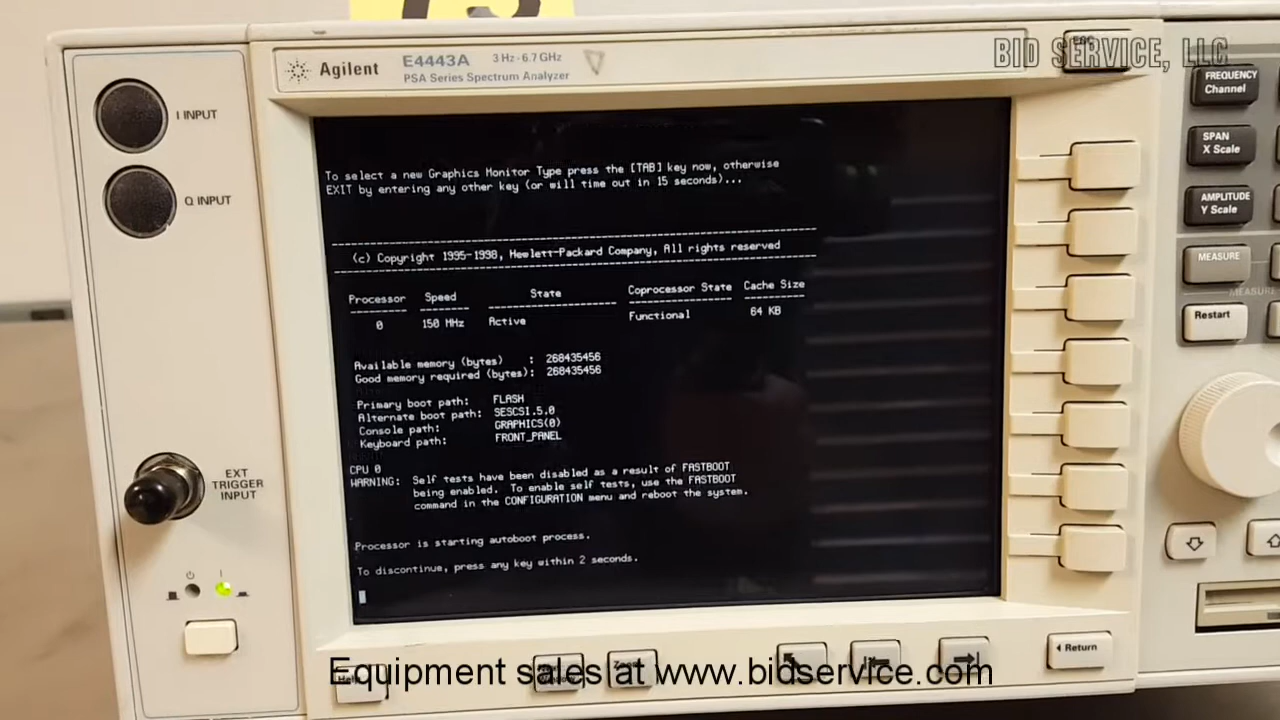 BID SERVICE, LLC
Agilent E4443A 3 Hz - 6.7 GHz
PSA Series Spectrum Analyzer
I INPUT
Q INPUT
EXT
TRIGGER
INPUT
To select a new Graphics Monitor Type press the [TAB] key now, otherwise
EXIT by entering any other key (or will time out in 15 seconds)...
(c) Copyright 1995-1998, Hewlett-Packard Company, All rights reserved
Processor Speed State Coprocessor State Cache Size
0 150 MHz Active Functional 64 KB
Available memory (bytes) : 268435456
Good memory required (bytes): 268435456
Primary boot path: FLASH
Alternate boot path: SESCSI.5.0
Console path: GRAPHICS(0)
Keyboard path: FRONT_PANEL
CPU 0
WARNING: Self tests have been disabled as a result of FASTBOOT
being enabled. To enable self tests, use the FASTBOOT
command in the CONFIGURATION menu and reboot the system.
Processor is starting autoboot process.
To discontinue, press any key within 2 seconds.
ESC
FREQUENCY
Channel
SPAN
X Scale
AMPLITUDE
Y Scale
MEASURE
MEASURE
Restart
Return
Help
Zoom
Equipment sales at www.bidservice.com